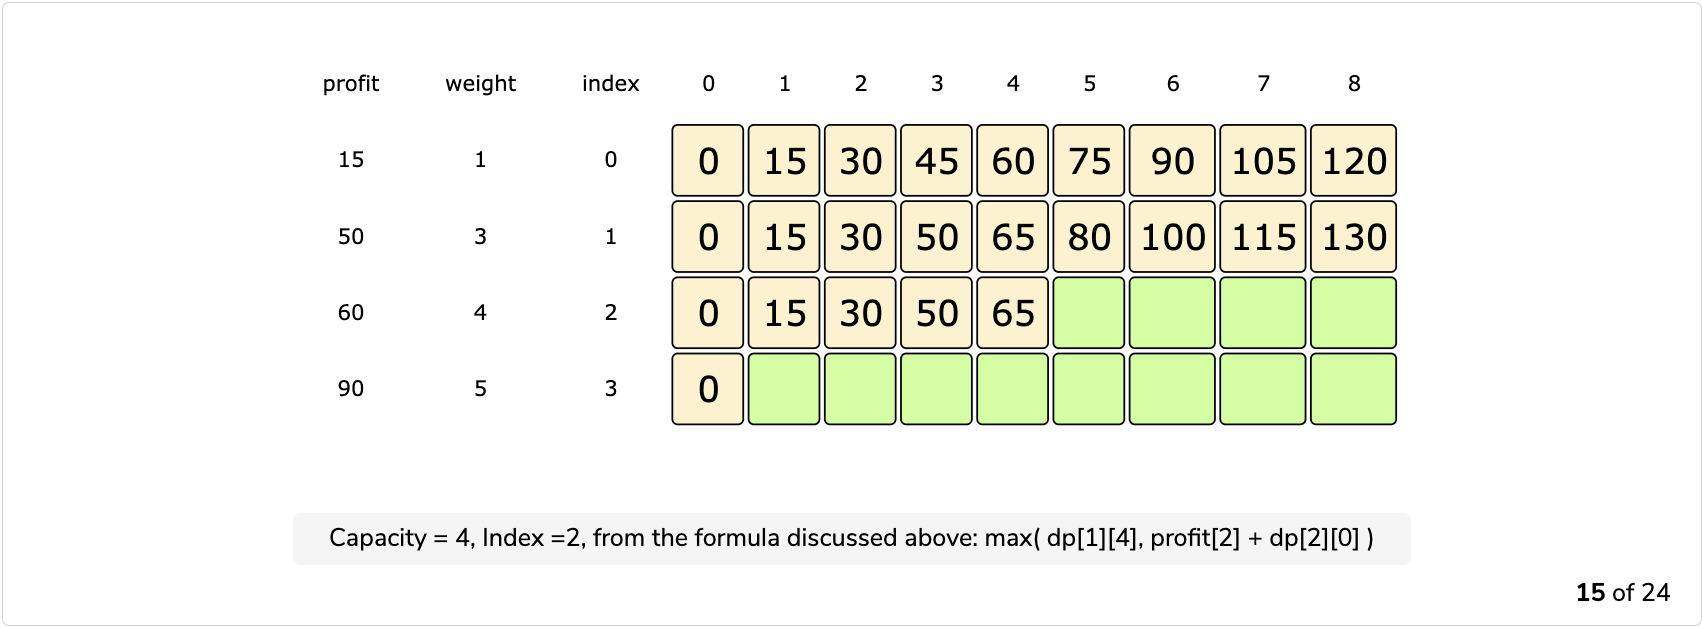 profit weight index 0 1 2 3 4 5 6 7 8
15 1 0 0 15 30 45 60 75 90 105 120
50 3 1 0 15 30 50 65 80 100 115 130
60 4 2 0 15 30 50 65
90 5 3 0
Capacity = 4, Index =2, from the formula discussed above: max( dp[1][4], profit[2] + dp[2][0] )
15 of 24